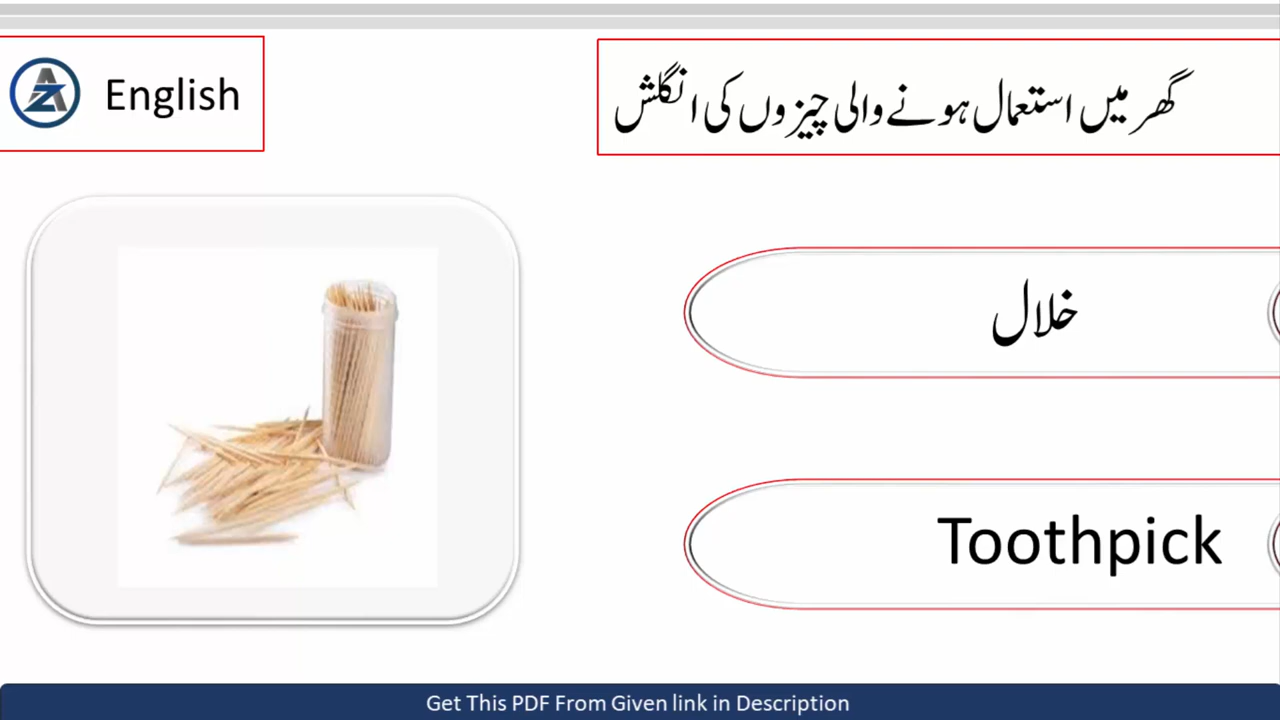 AZ English
گھر میں استعمال ہونے والی چیزوں کی انگلش
خلال
Toothpick
Get This PDF From Given link in Description